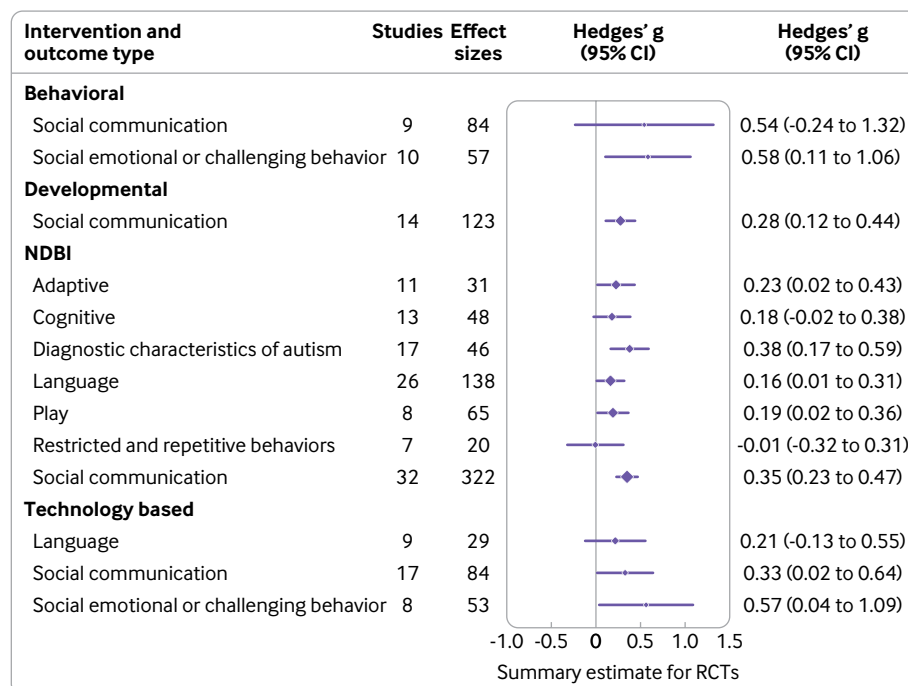 Intervention and outcome type Studies Effect sizes Hedges' g (95% CI) Hedges' g (95% CI)
Behavioral
Social communication 9 84 0.54 (-0.24 to 1.32)
Social emotional or challenging behavior 10 57 0.58 (0.11 to 1.06)
Developmental
Social communication 14 123 0.28 (0.12 to 0.44)
NDBI
Adaptive 11 31 0.23 (0.02 to 0.43)
Cognitive 13 48 0.18 (-0.02 to 0.38)
Diagnostic characteristics of autism 17 46 0.38 (0.17 to 0.59)
Language 26 138 0.16 (0.01 to 0.31)
Play 8 65 0.19 (0.02 to 0.36)
Restricted and repetitive behaviors 7 20 -0.01 (-0.32 to 0.31)
Social communication 32 322 0.35 (0.23 to 0.47)
Technology based
Language 9 29 0.21 (-0.13 to 0.55)
Social communication 17 84 0.33 (0.02 to 0.64)
Social emotional or challenging behavior 8 53 0.57 (0.04 to 1.09)
-1.0 -0.5 0 0.5 1.0 1.5
Summary estimate for RCTs